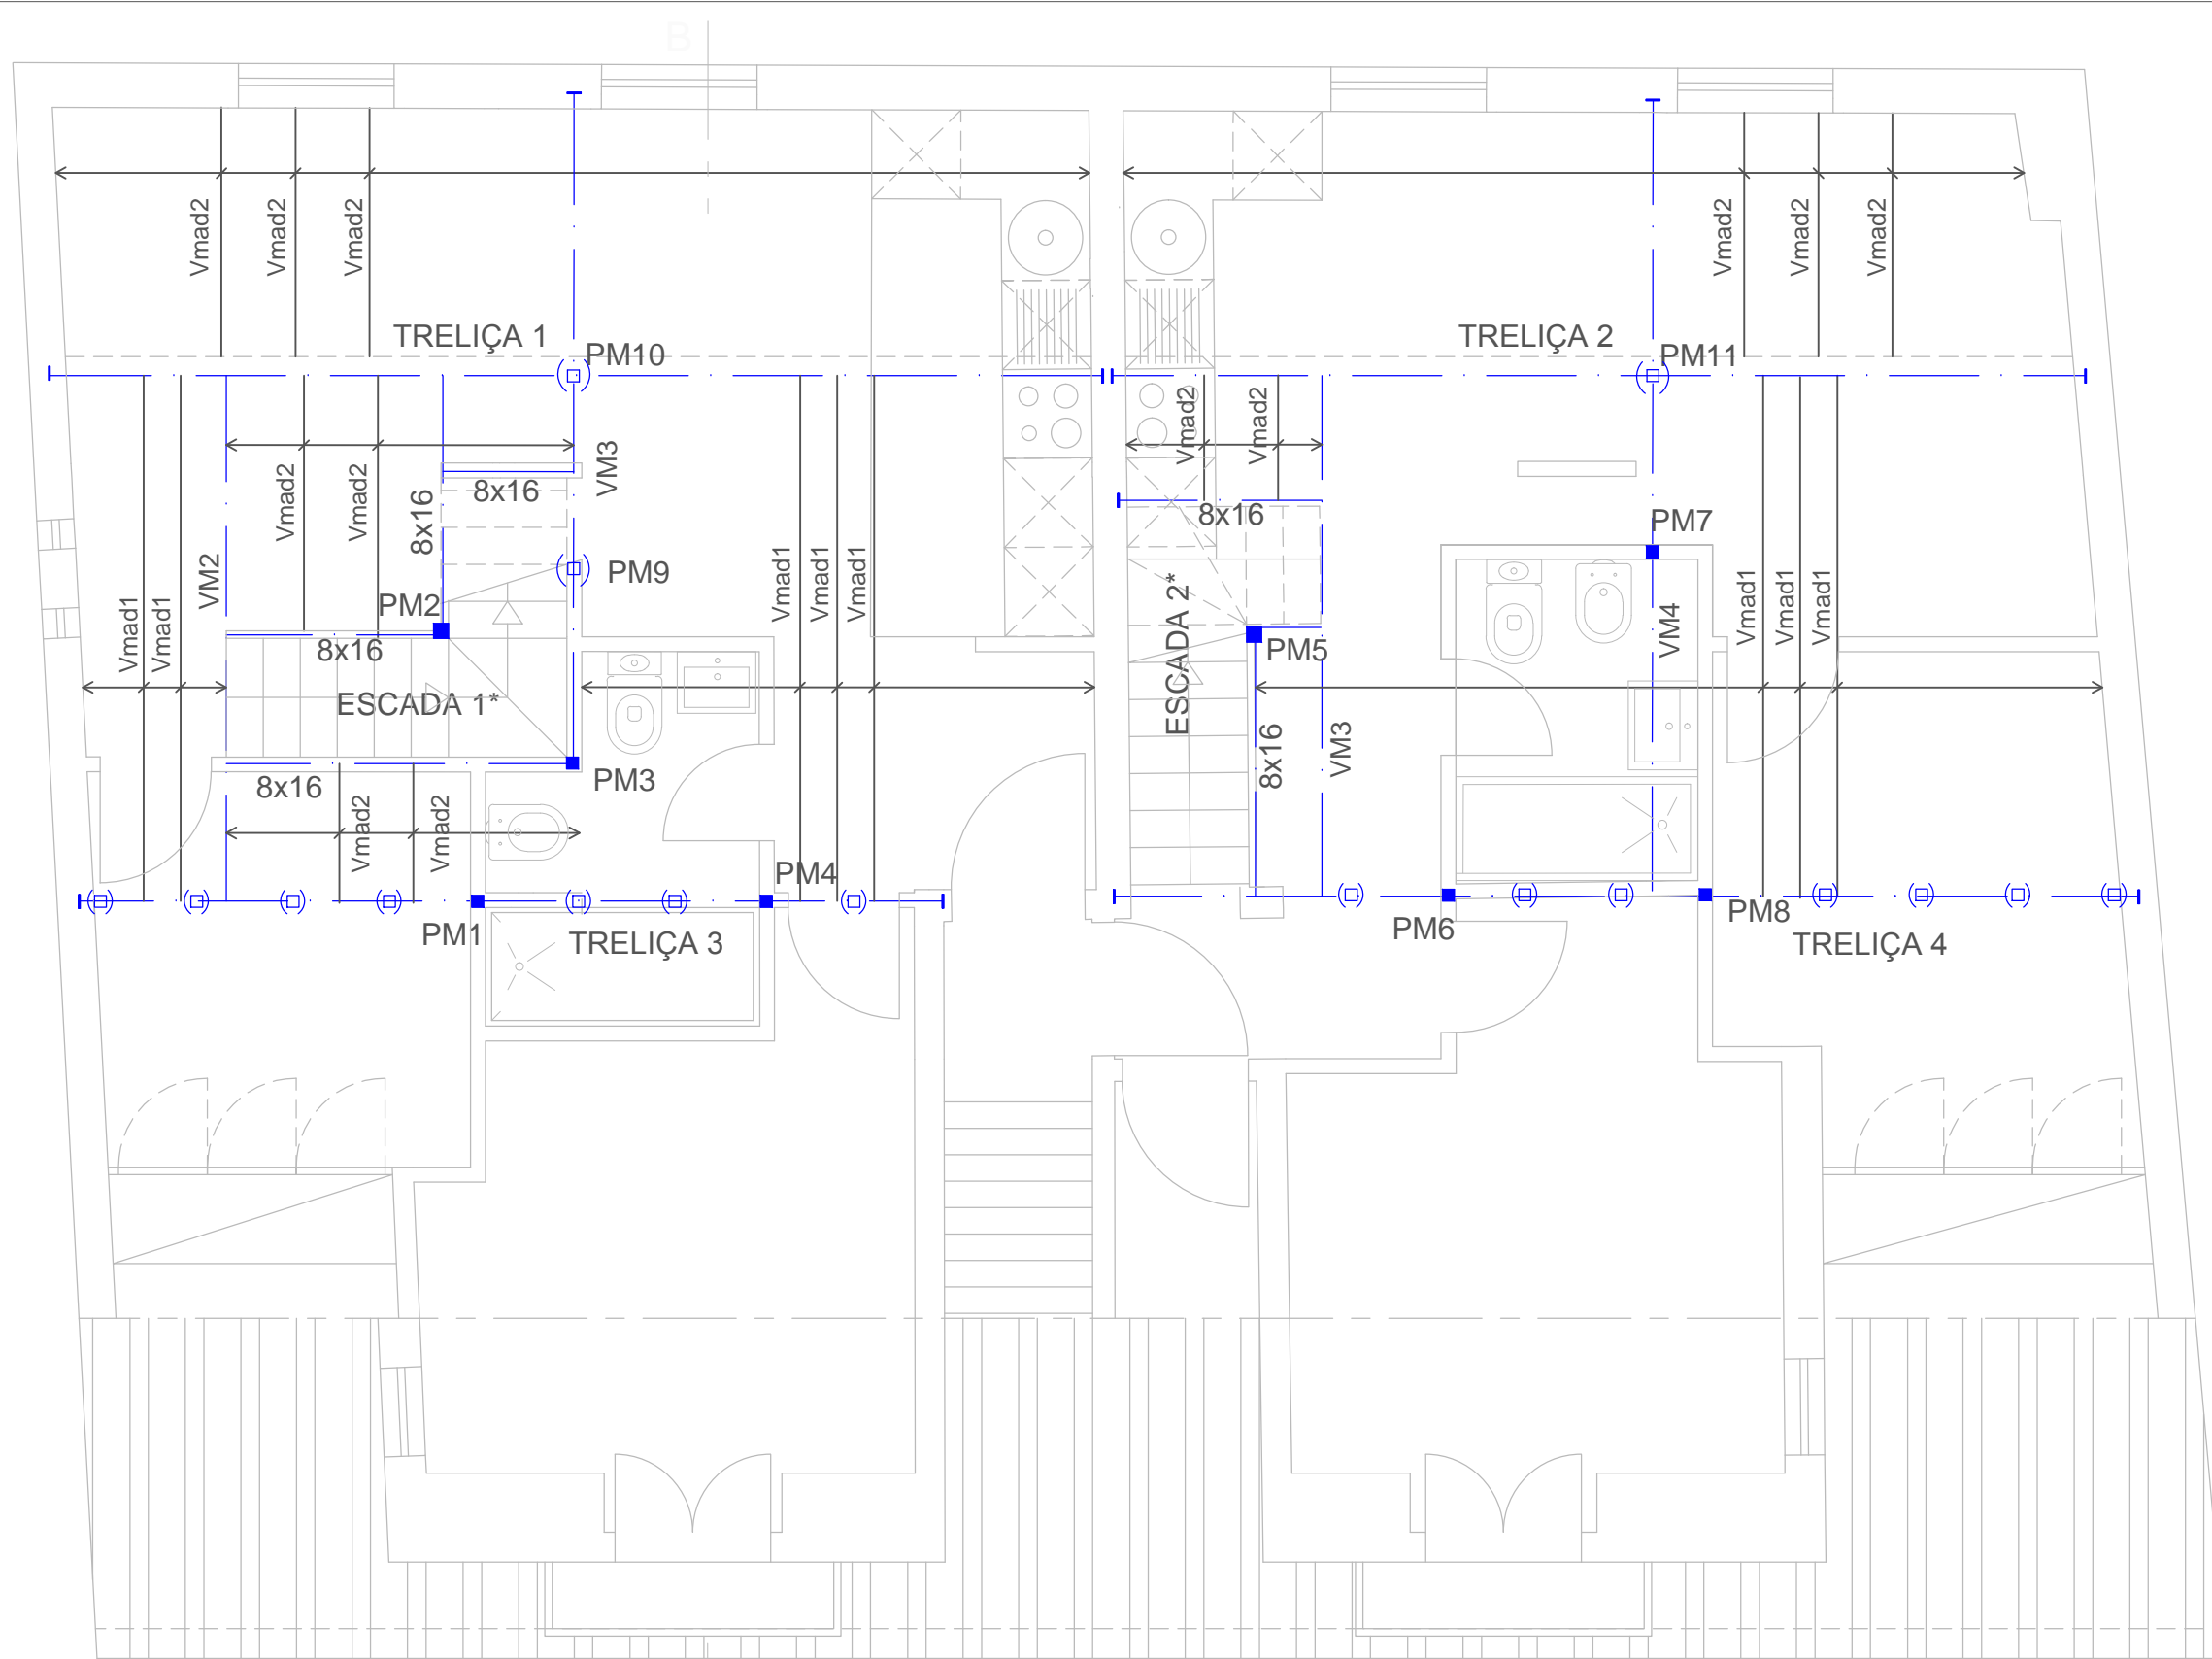 B
Vmad2
Vmad2
Vmad2
Vmad2
Vmad2
Vmad2
TRELIÇA 1
PM10
TRELIÇA 2
PM11
Vmad2
Vmad2
Vmad2
Vmad2
8x16
8x16
VM3
8x16
PM7
PM9
PM2
VM2
Vmad1
Vmad1
Vmad1
Vmad1
Vmad1
8x16
ESCADA 1*
ESCADA 2*
PM5
VM4
Vmad1
Vmad1
Vmad1
8x16
PM3
8x16
VM3
Vmad2
Vmad2
PM4
PM1
TRELIÇA 3
PM6
PM8
TRELIÇA 4